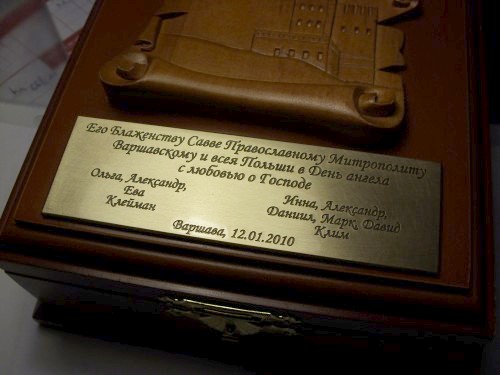 Его Блаженству Савве Православному Митрополиту
Варшавскому и всея Польши в День ангела
с любовью о Господе
Ольга, Александр,
Ева
Клейман
Инна, Александр,
Даниил, Марк, Давид
Клим
Варшава, 12.01.2010